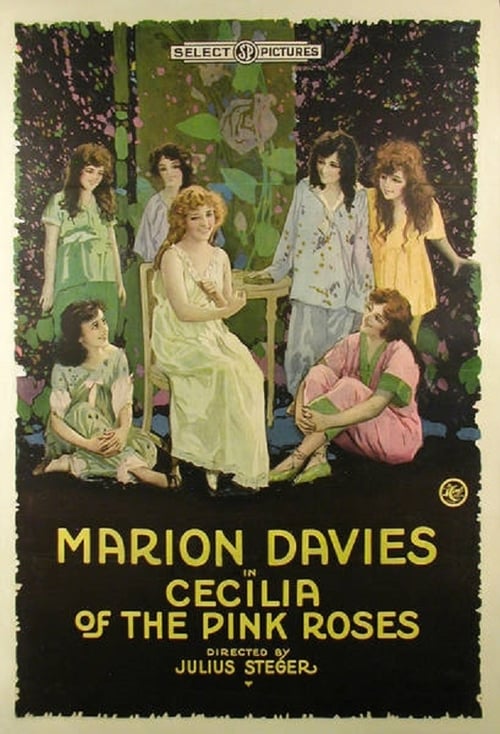 SELECT SP PICTURES
MARION DAVIES
IN
CECILIA
OF THE PINK ROSES
DIRECTED BY
JULIUS STEGER